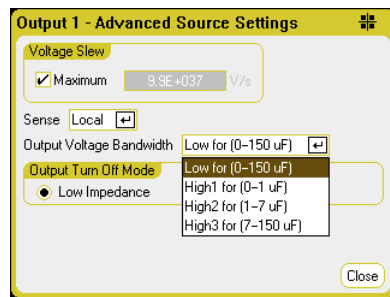 Output 1 - Advanced Source Settings
Voltage Slew
Maximum 9.9E+037 V/s
Sense Local
Output Voltage Bandwidth Low for (0-150 uF)
Output Turn Off Mode
Low Impedance
Low for (0-150 uF)
High1 for (0-1 uF)
High2 for (1-7 uF)
High3 for (7-150 uF)
Close